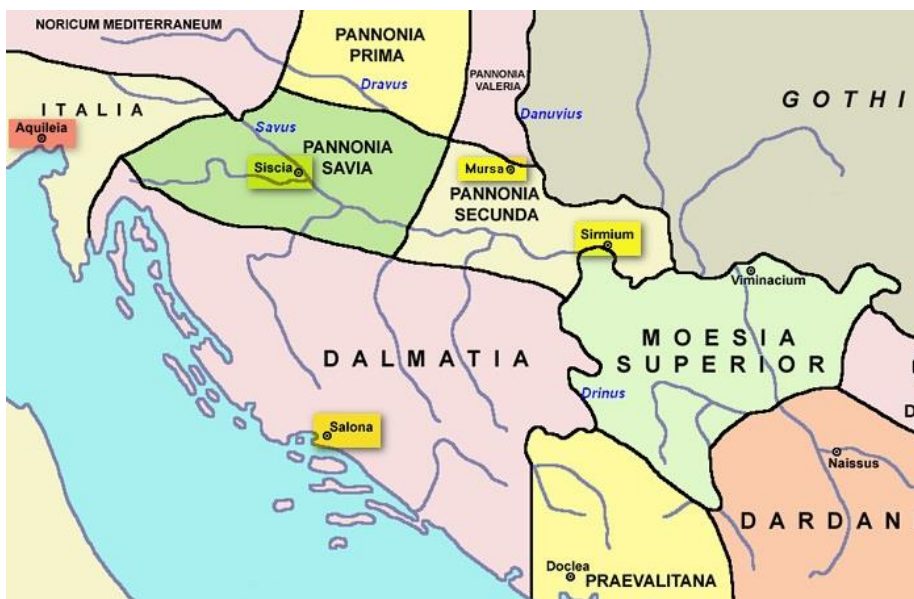 NORICUM MEDITERRANEUM
PANNONIA
PRIMA
PANNONIA
VALERIA
Dravus
Danuvius
GOTHI
ITALIA
Aquileia
Savus
PANNONIA
SAVIA
Siscia
Mursa
PANNONIA
SECUNDA
Sirmium
Viminacium
MOESIA
SUPERIOR
DALMATIA
Drinus
D
Salona
Naissus
DARDAN
Doclea
PRAEVALITANA